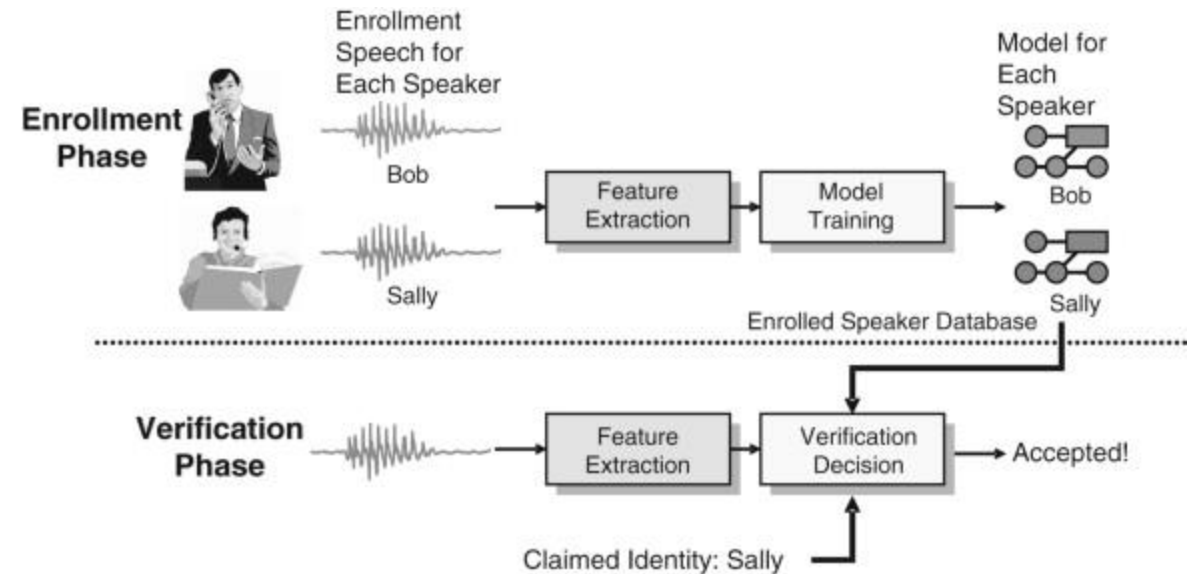 Enrollment
Speech for
Each Speaker
Model for
Each
Speaker
Enrollment
Phase
Bob
Feature
Extraction
Model
Training
Bob
Sally
Sally
Enrolled Speaker Database
Verification
Phase
Feature
Extraction
Verification
Decision
Accepted!
Claimed Identity: Sally